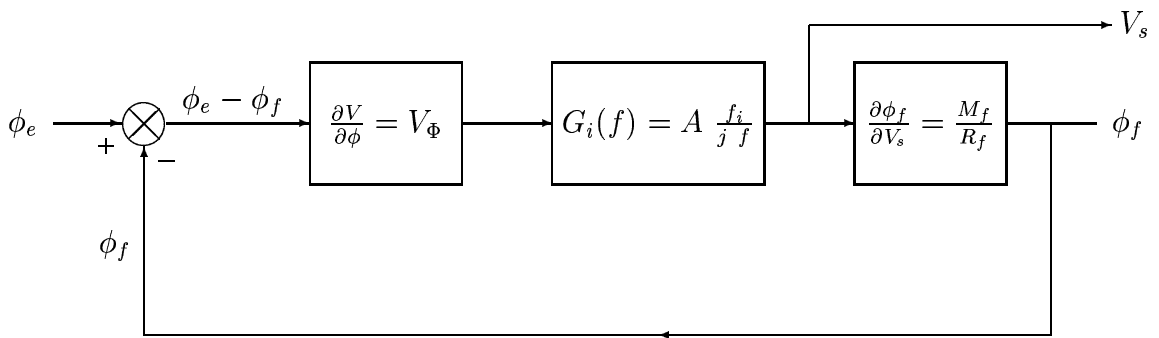 V_s
ϕ_e
+
−
ϕ_e − ϕ_f
∂V/∂ϕ = V_Φ
G_i(f) = A f_i/(j f)
∂ϕ_f/∂V_s = M_f/R_f
ϕ_f
ϕ_f